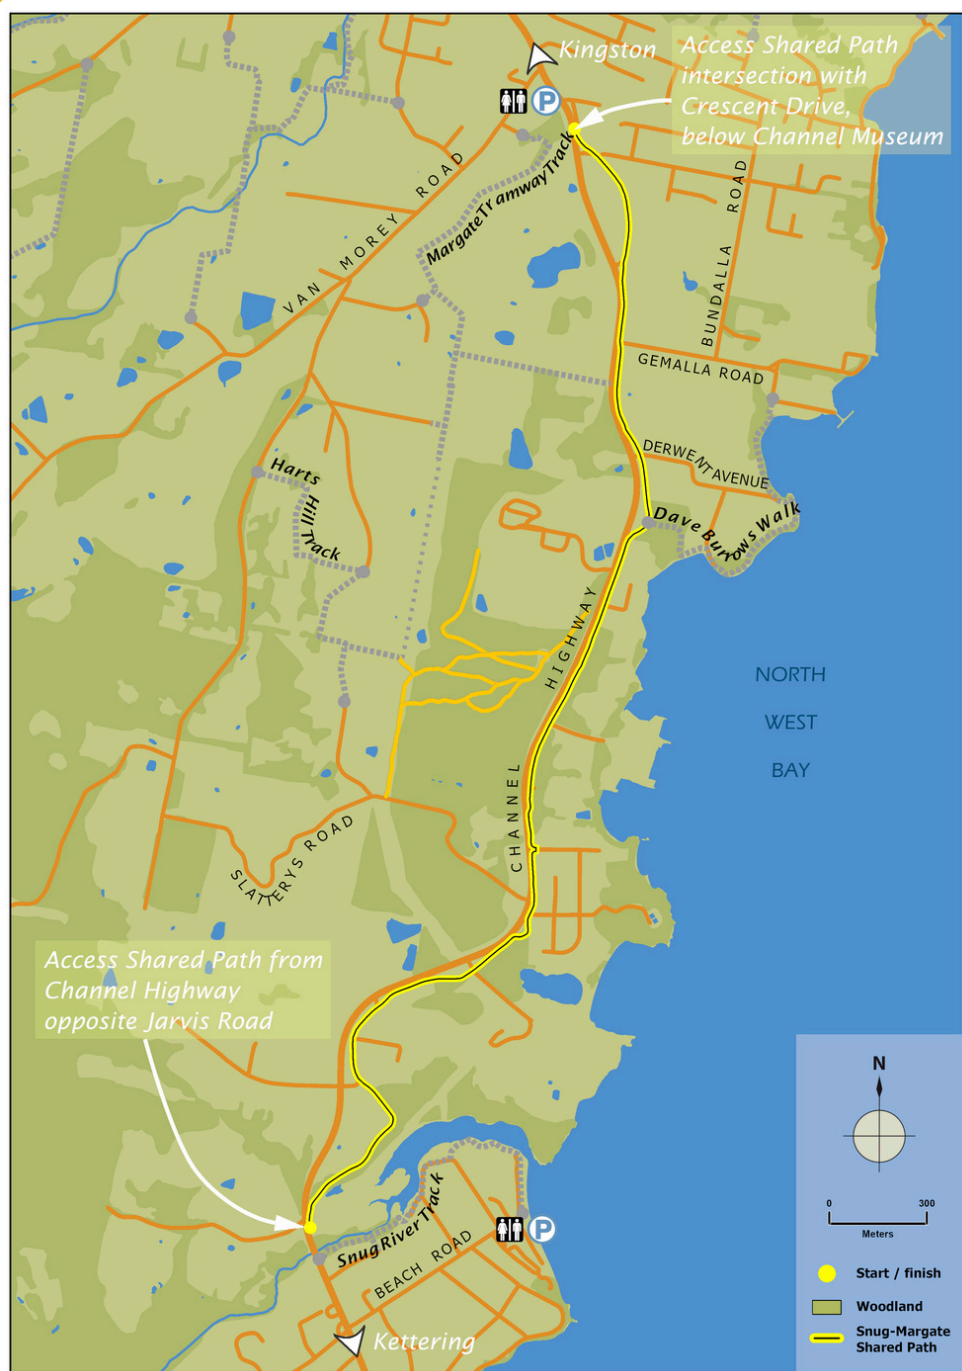 Kingston
Access Shared Path
intersection with
Crescent Drive,
below Channel Museum
P
VAN MOREY ROAD
Margate Tramway Track
BUNDALLA ROAD
GEMALLA ROAD
DERWENT AVENUE
Harts
Hill
Track
Dave Burrows Walk
CHANNEL HIGHWAY
NORTH
WEST
BAY
SLATTERYS ROAD
Access Shared Path from
Channel Highway
opposite Jarvis Road
Snug River Track
BEACH ROAD
P
Kettering
N
0 300
Meters
Start / finish
Woodland
Snug-Margate
Shared Path